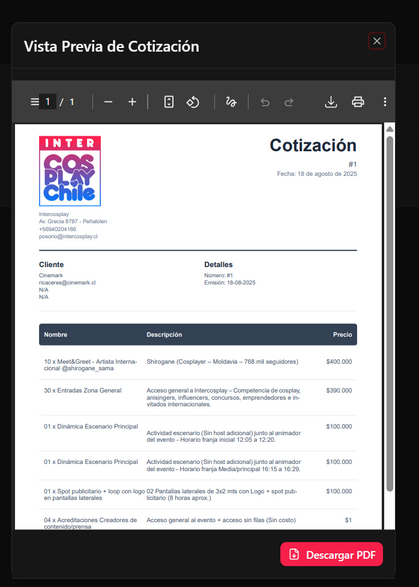 Vista Previa de Cotización
1 / 1
INTER
COS
PLAY
Chile
Cotización
#1
Fecha: 18 de agosto de 2025
Intercosplay
Av. Grecia 8787 - Peñalolen
+56940204166
posorio@intercosplay.cl
Cliente
Detalles
Cinemark
Número: #1
ricaceres@cinemark.cl
Emisión: 18-08-2025
N/A
N/A
Nombre Descripción Precio
10 x Meet&Greet - Artista Interna-
cional @shirogane_sama
Shirogane (Cosplayer – Moldavia – 768 mil seguidores)
$400.000
30 x Entradas Zona General
Acceso general a Intercosplay – Competencia de cosplay,
anisingers, influencers, concursos, emprendedores e in-
vitados internacionales.
$390.000
01 x Dinámica Escenario Principal
Actividad escenario (Sin host adicional) junto al animador
del evento - Horario franja inicial 12:05 a 12:20.
$100.000
01 x Dinámica Escenario Principal
Actividad escenario (Sin host adicional) junto al animador
del evento - Horario franja Media/principal 16:15 a 16:29.
$100.000
01 x Spot publicitario + loop con logo
en pantallas laterales
02 Pantallas laterales de 3x2 mts con Logo + spot pub-
licitario (8 horas aprox.)
$100.000
04 x Acreditaciones Creadores de
contenido/prensa
Acceso general al evento + acceso sin filas (Sin costo)
$1
Descargar PDF